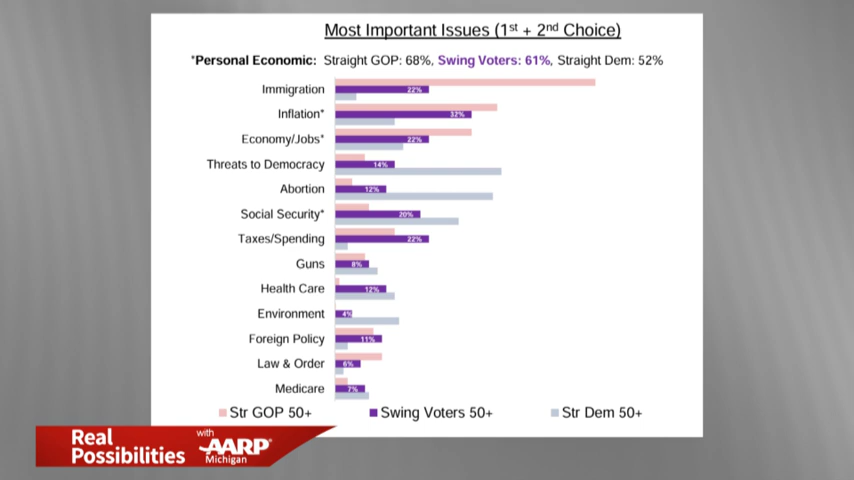 Most Important Issues (1st + 2nd Choice)
*Personal Economic: Straight GOP: 68%, Swing Voters: 61%, Straight Dem: 52%
Immigration 22%
Inflation* 32%
Economy/Jobs* 22%
Threats to Democracy 14%
Abortion 12%
Social Security* 20%
Taxes/Spending 22%
Guns 8%
Health Care 12%
Environment 4%
Foreign Policy 11%
Law & Order 6%
Medicare 7%
Str GOP 50+ Swing Voters 50+ Str Dem 50+
Real Possibilities with AARP® Michigan